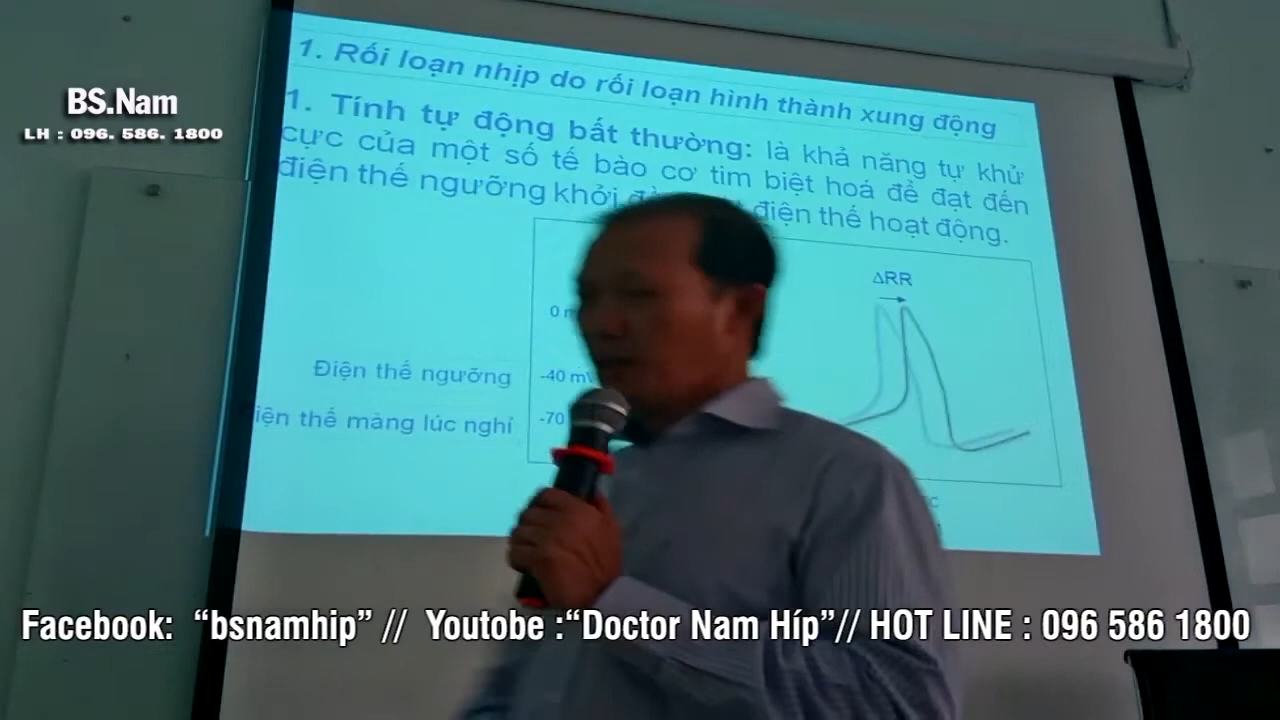 BS.Nam
LH : 096. 586. 1800
1. Rối loạn nhịp do rối loạn hình thành xung động
1. Tính tự động bất thường: là khả năng tự khử
cực của một số tế bào cơ tim biệt hoá để đạt đến
điện thế ngưỡng khởi điện thế hoạt động.
ΔRR
0
Điện thế ngưỡng -40 mV
thế màng lúc nghỉ -70
Facebook: “bsnamhip” // Youtobe :“Doctor Nam Híp”// HOT LINE : 096 586 1800